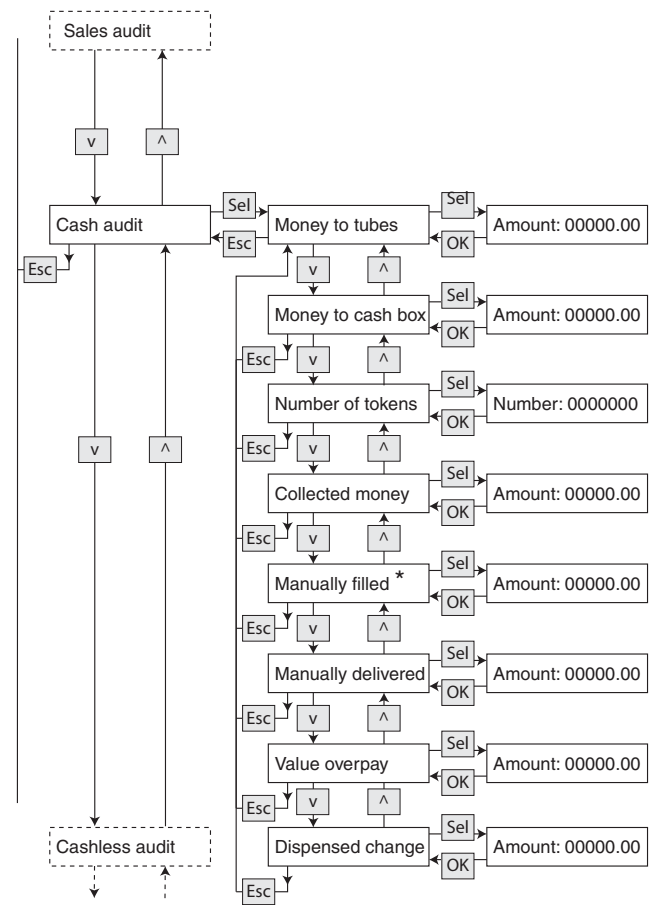 Sales audit
v ^
Cash audit Sel Esc Money to tubes Sel OK Amount: 00000.00
Esc
v ^
Money to cash box Sel OK Amount: 00000.00
Esc v ^
Number of tokens Sel OK Number: 0000000
v ^ Esc v ^
Collected money Sel OK Amount: 00000.00
Esc v ^
Manually filled * Sel OK Amount: 00000.00
Esc v ^
Manually delivered Sel OK Amount: 00000.00
Esc v ^
Value overpay Sel OK Amount: 00000.00
Esc v ^
Cashless audit Dispensed change Sel OK Amount: 00000.00
Esc